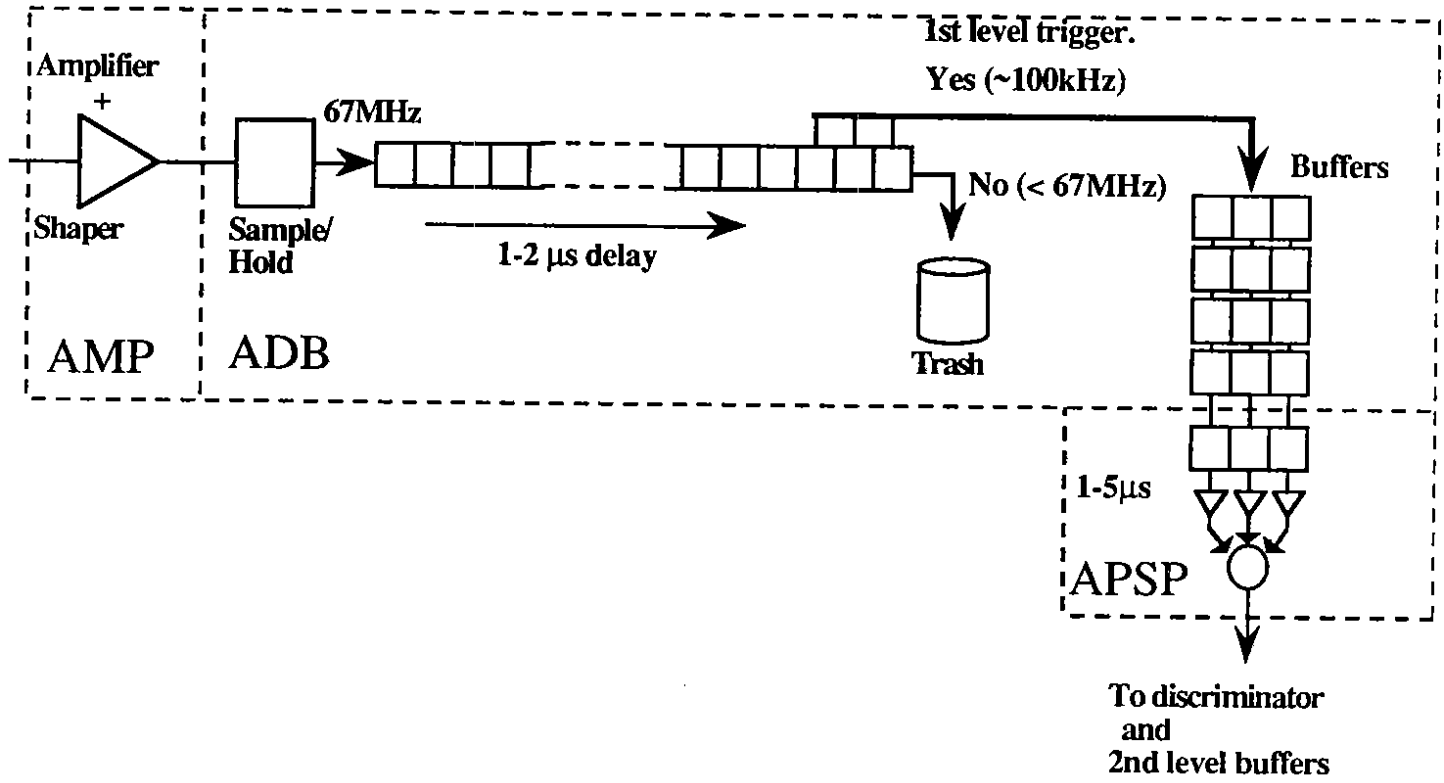 1st level trigger.
Yes (~100kHz)
Amplifier
+
67MHz
Buffers
No (< 67MHz)
Shaper
Sample/
Hold
1-2 µs delay
AMP
ADB
Trash
1-5µs
APSP
To discriminator
and
2nd level buffers